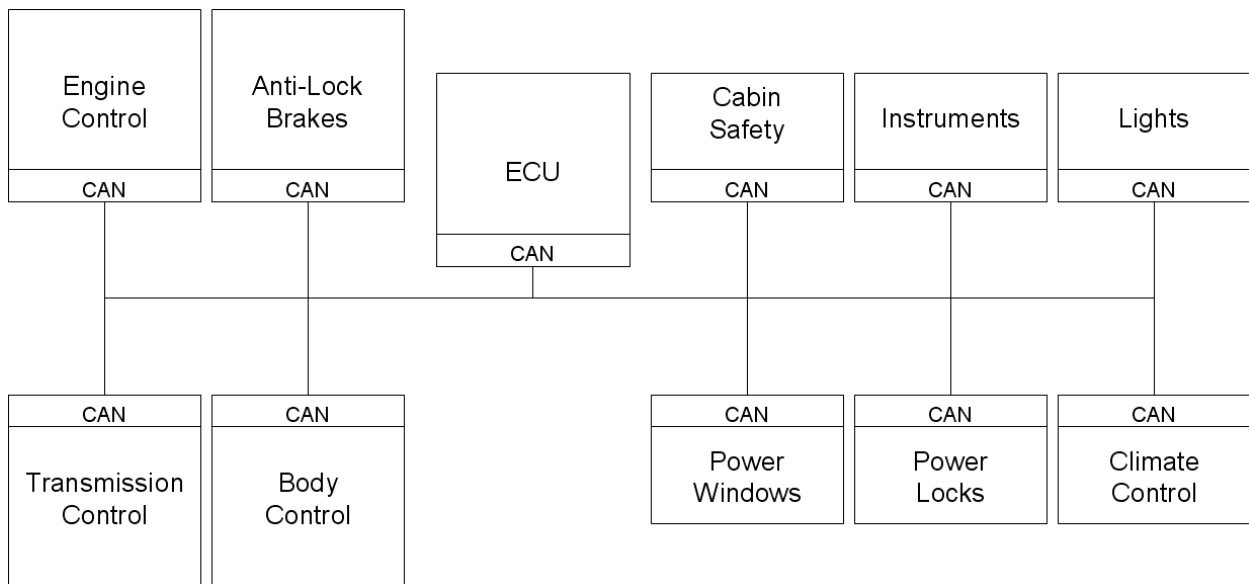 Engine
Control
CAN
Anti-Lock
Brakes
CAN
ECU
CAN
Cabin
Safety
CAN
Instruments
CAN
Lights
CAN
CAN
Transmission
Control
CAN
Body
Control
CAN
Power
Windows
CAN
Power
Locks
CAN
Climate
Control